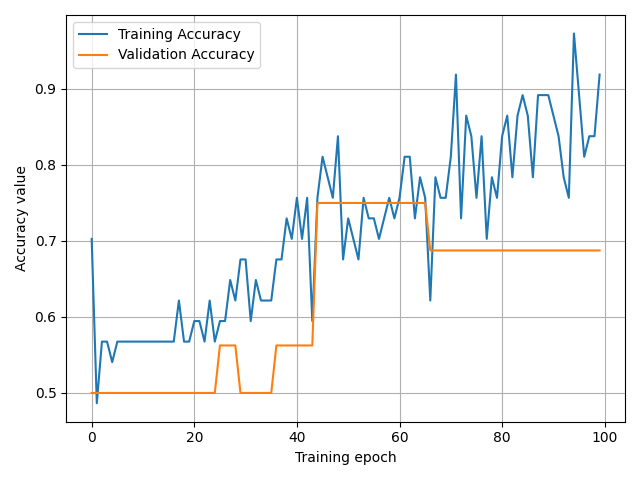 Training Accuracy
Validation Accuracy
0.9
0.8
0.7
0.6
0.5
Accuracy value
0 20 40 60 80 100
Training epoch